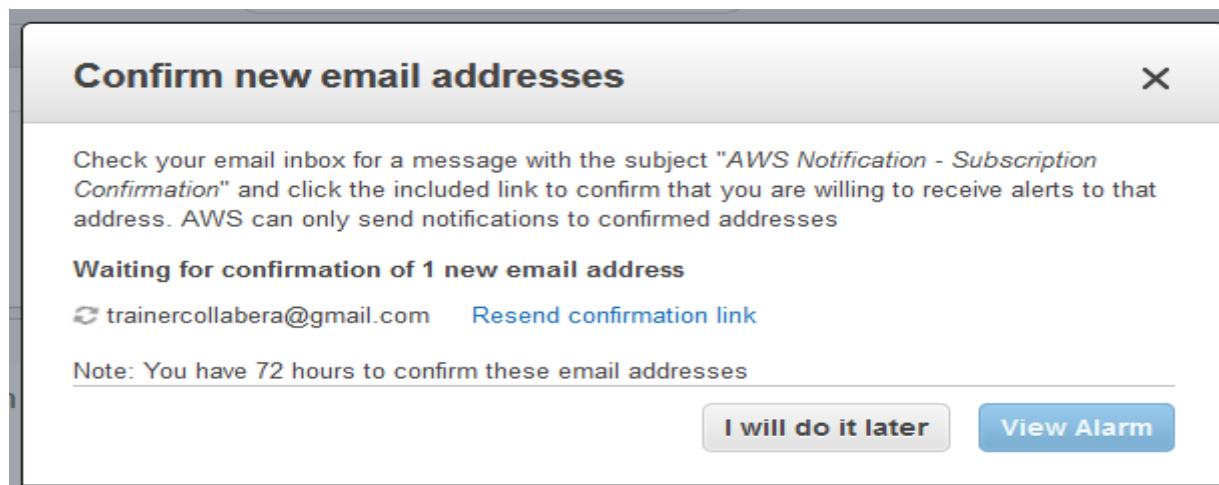 Confirm new email addresses
Check your email inbox for a message with the subject "AWS Notification - Subscription
Confirmation" and click the included link to confirm that you are willing to receive alerts to that
address. AWS can only send notifications to confirmed addresses
Waiting for confirmation of 1 new email address
trainercollabera@gmail.com Resend confirmation link
Note: You have 72 hours to confirm these email addresses
I will do it later View Alarm